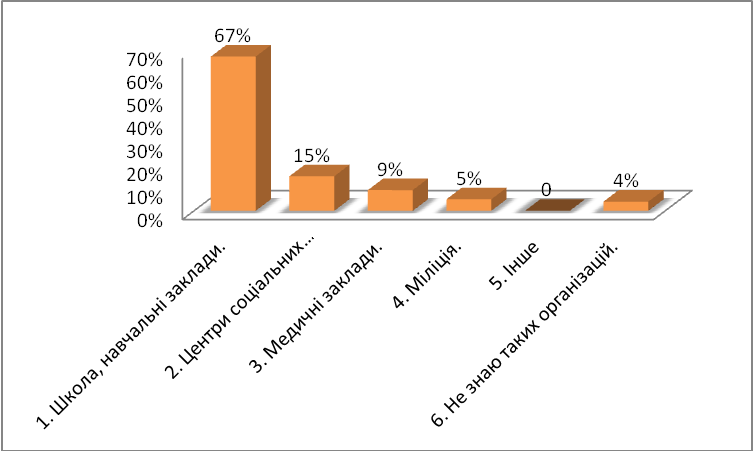 67%
70%
60%
50%
40%
30%
20%
10%
0%
15%
9%
5%
0
4%
1. Школа, навчальні заклади.
2. Центри соціальних...
3. Медичні заклади.
4. Міліція.
5. Інше
6. Не знаю таких організацій.